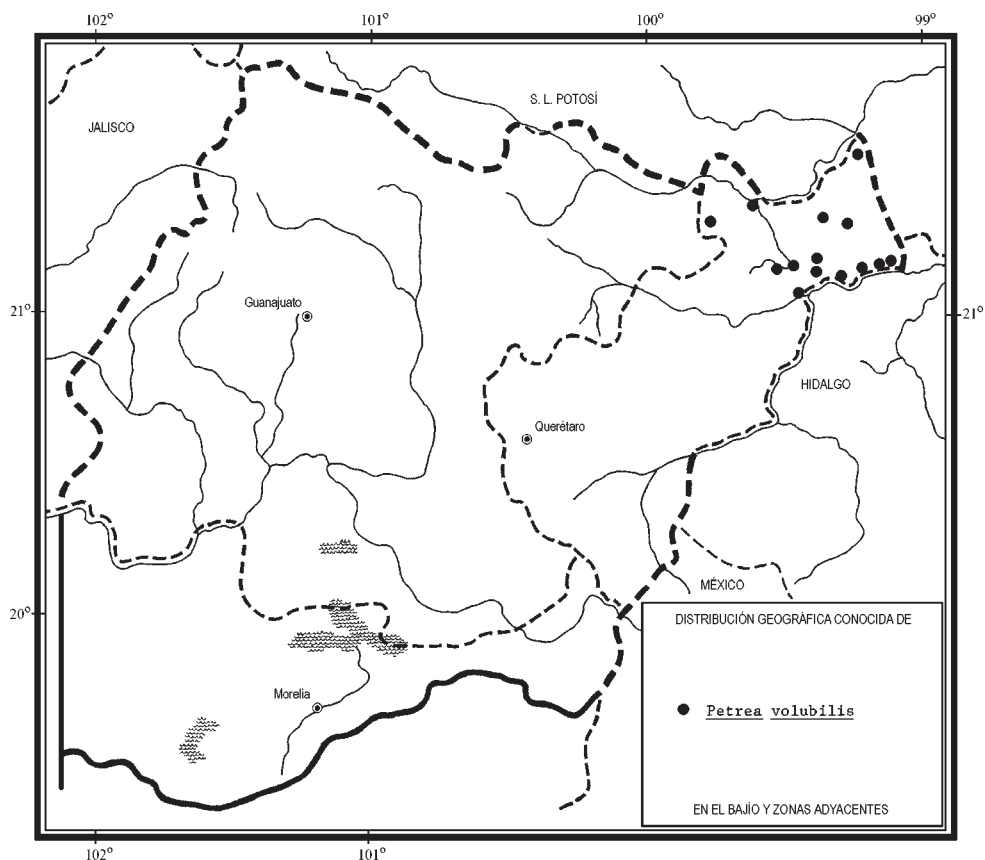 102º 101º 100º 99º
S. L. POTOSÍ
JALISCO
Guanajuato
21º 21º
HIDALGO
Querétaro
MÉXICO
20º
DISTRIBUCIÓN GEOGRÁFICA CONOCIDA DE
Morelia
Petrea volubilis
EN EL BAJÍO Y ZONAS ADYACENTES
102º 101º